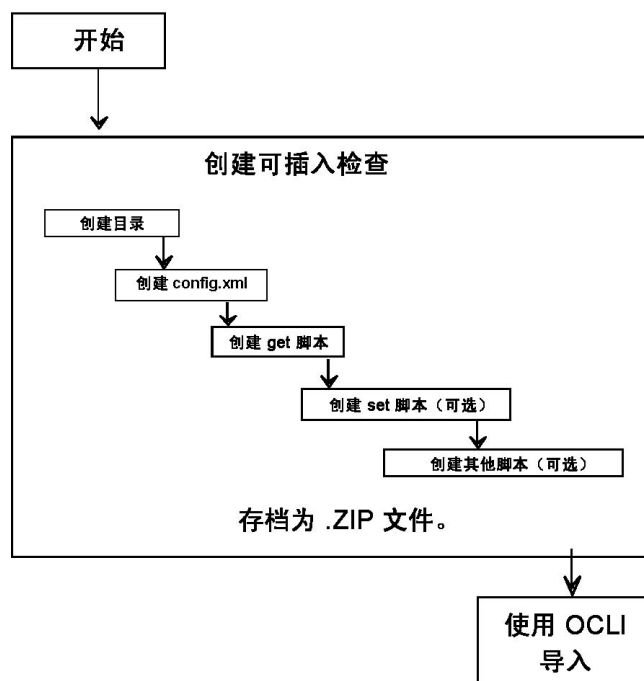 开始
创建可插入检查
创建目录
创建 config.xml
创建 get 脚本
创建 set 脚本（可选）
创建其他脚本（可选）
存档为 .ZIP 文件。
使用 OCLI
导入